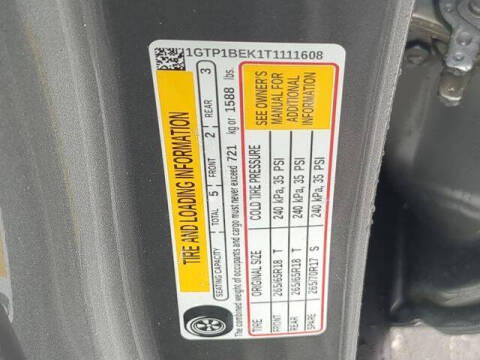 1GTP1BEK1T1111608
TIRE AND LOADING INFORMATION
SEATING CAPACITY TOTAL 5 FRONT 2 REAR 3
The combined weight of occupants and cargo must never exceed 721 kg or 1588 lbs.
TIRE ORIGINAL SIZE COLD TIRE PRESSURE
FRONT 265/65R18 T 240 kPa, 35 PSI
REAR 265/65R18 T 240 kPa, 35 PSI
SPARE 265/70R17 S 240 kPa, 35 PSI
SEE OWNER'S
MANUAL FOR
ADDITIONAL
INFORMATION